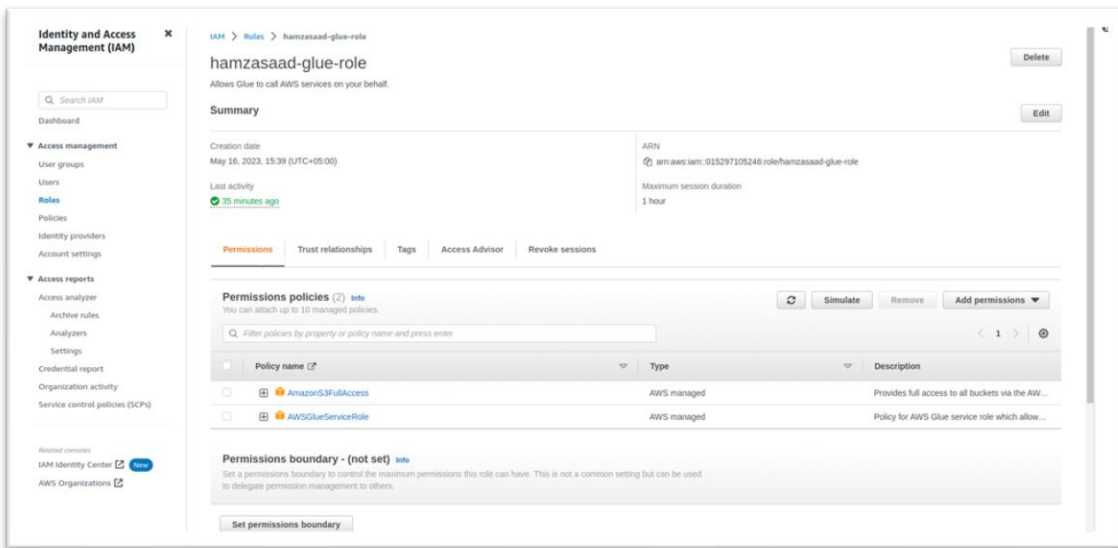 Identity and Access
Management (IAM)
Search IAM
Dashboard
Access management
User groups
Users
Roles
Policies
Identity providers
Account settings
Access reports
Access analyzer
Archive rules
Analyzers
Settings
Credential report
Organization activity
Service control policies (SCPs)
Related consoles
IAM Identity Center New
AWS Organizations
IAM > Roles > hamzasaad-glue-role
hamzasaad-glue-role
Delete
Allows Glue to call AWS services on your behalf.
Summary
Edit
Creation date
May 16, 2023, 15:39 (UTC+05:00)
Last activity
35 minutes ago
ARN
arn:aws:iam::015297105246:role/hamzasaad-glue-role
Maximum session duration
1 hour
Permissions Trust relationships Tags Access Advisor Revoke sessions
Permissions policies (2) Info
You can attach up to 10 managed policies.
Simulate Remove Add permissions
Filter policies by property or policy name and press enter.
< 1 >
Policy name Type Description
AmazonS3FullAccess AWS managed Provides full access to all buckets via the AW...
AWSGlueServiceRole AWS managed Policy for AWS Glue service role which allow...
Permissions boundary - (not set) Info
Set a permissions boundary to control the maximum permissions this role can have. This is not a common setting but can be used
to delegate permission management to others.
Set permissions boundary